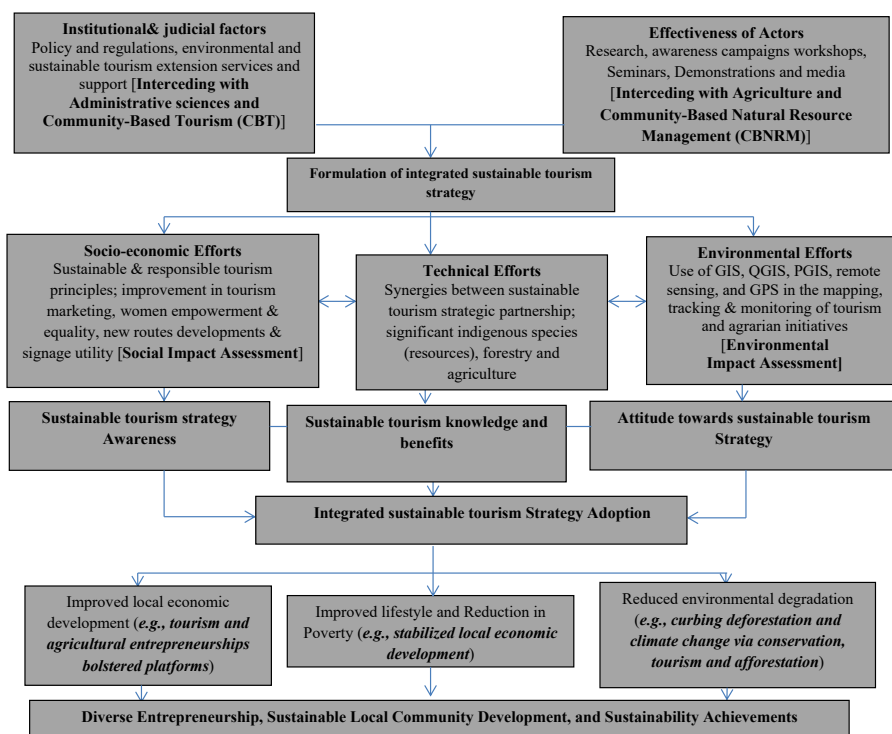 Institutional& judicial factors
Policy and regulations, environmental and
sustainable tourism extension services and
support [Interceding with
Administrative sciences and
Community-Based Tourism (CBT)]
Effectiveness of Actors
Research, awareness campaigns workshops,
Seminars, Demonstrations and media
[Interceding with Agriculture and
Community-Based Natural Resource
Management (CBNRM)]
Formulation of integrated sustainable tourism
strategy
Socio-economic Efforts
Sustainable & responsible tourism
principles; improvement in tourism
marketing, women empowerment &
equality, new routes developments &
signage utility [Social Impact Assessment]
Technical Efforts
Synergies between sustainable
tourism strategic partnership;
significant indigenous species
(resources), forestry and
agriculture
Environmental Efforts
Use of GIS, QGIS, PGIS, remote
sensing, and GPS in the mapping,
tracking & monitoring of tourism
and agrarian initiatives
[Environmental
Impact Assessment]
Sustainable tourism strategy
Awareness
Sustainable tourism knowledge and
benefits
Attitude towards sustainable tourism
Strategy
Integrated sustainable tourism Strategy Adoption
Improved local economic
development (e.g., tourism and
agricultural entrepreneurships
bolstered platforms)
Improved lifestyle and Reduction in
Poverty (e.g., stabilized local economic
development)
Reduced environmental degradation
(e.g., curbing deforestation and
climate change via conservation,
tourism and afforestation)
Diverse Entrepreneurship, Sustainable Local Community Development, and Sustainability Achievements